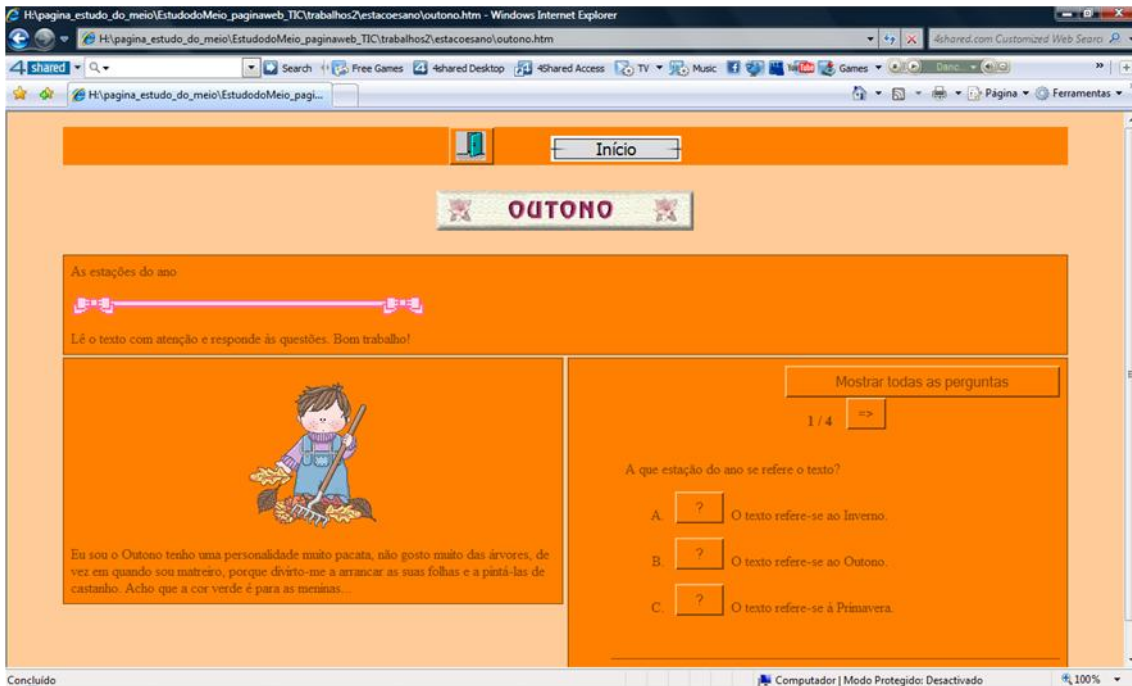 H:\pagina_estudo_do_meio\EstudodoMeio_paginaweb_TIC\trabalhos2\estacoesano\outono.htm - Windows Internet Explorer
H:\pagina_estudo_do_meio\EstudodoMeio_paginaweb_TIC\trabalhos2\estacoesano\outono.htm
4shared.com Customized Web Searc
4 shared Search Free Games 4shared Desktop 4Shared Access TV Music Games Danc...
H:\pagina_estudo_do_meio\EstudodoMeio_pagi... Página Ferramentas
Início
OUTONO
As estações do ano
Lê o texto com atenção e responde às questões. Bom trabalho!
Eu sou o Outono tenho uma personalidade muito pacata, não gosto muito das árvores, de
vez em quando sou matreiro, porque divirto-me a arrancar as suas folhas e a pintá-las de
castanho. Acho que a cor verde é para as meninas...
Mostrar todas as perguntas
1 / 4 =>
A que estação do ano se refere o texto?
A. ? O texto refere-se ao Inverno.
B. ? O texto refere-se ao Outono.
C. ? O texto refere-se à Primavera.
Concluído Computador | Modo Protegido: Desactivado 100%